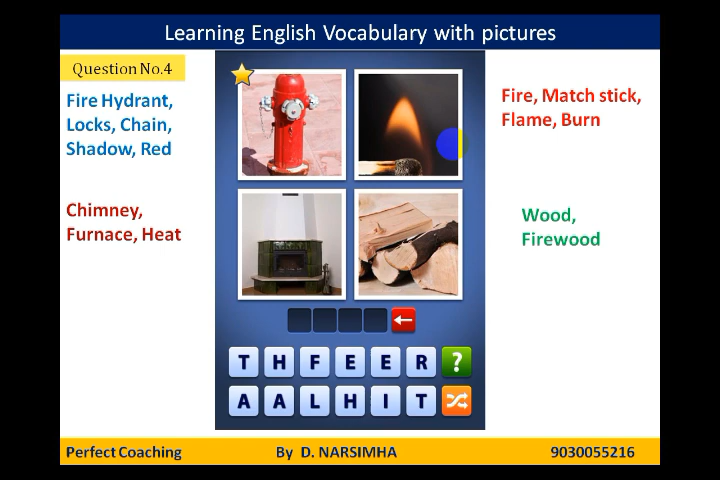 Learning English Vocabulary with pictures
Question No.4
Fire Hydrant,
Locks, Chain,
Shadow, Red
Fire, Match stick,
Flame, Burn
Chimney,
Furnace, Heat
Wood,
Firewood
T H F E E R ?
A A L H I T
Perfect Coaching By D. NARSIMHA 9030055216